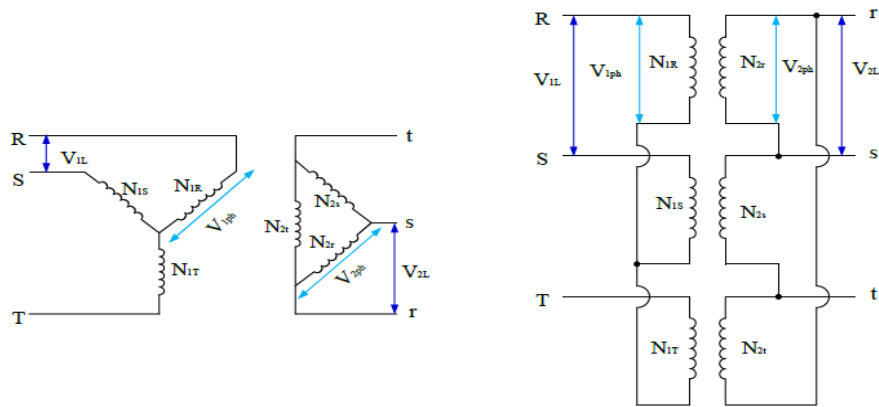 R
V1L
S
N1S
N1R
V1ph
N1T
T
t
N2s
N2t
s
N2r
V2ph
V2L
r
R
r
V1L
V1ph
N1R
N2r
V2ph
V2L
S
s
N1S
N2s
T
t
N1T
N2t